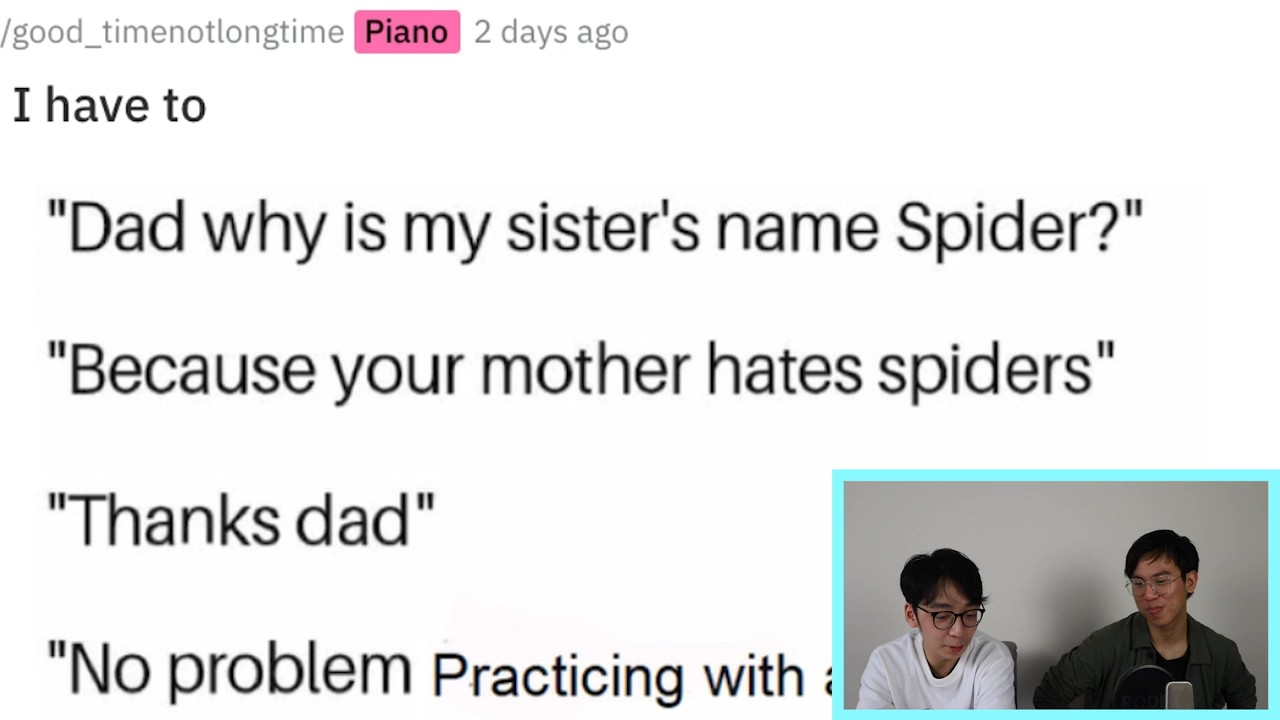 /good_timenotlongtime Piano 2 days ago
I have to
"Dad why is my sister's name Spider?"
"Because your mother hates spiders"
"Thanks dad"
"No problem Practicing with